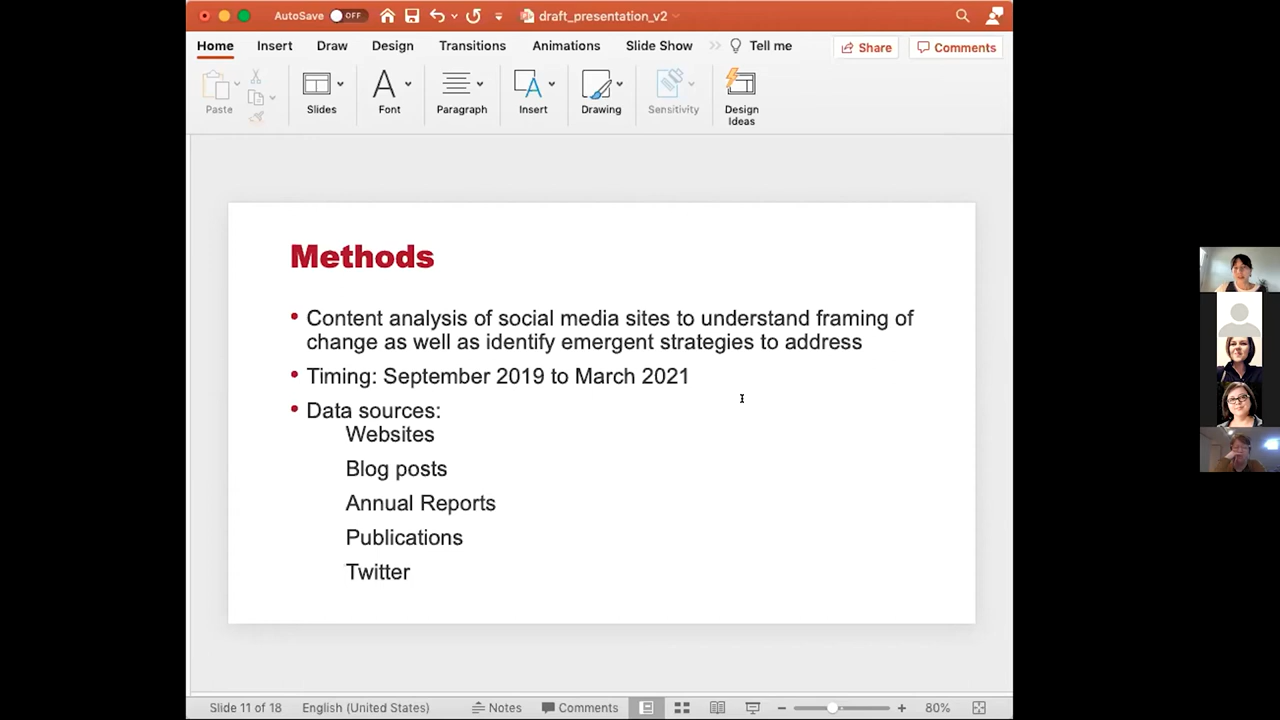 AutoSave OFF draft_presentation_v2
Home Insert Draw Design Transitions Animations Slide Show Tell me Share Comments
Paste Slides Font Paragraph Insert Drawing Sensitivity Design
Ideas
Methods
• Content analysis of social media sites to understand framing of
change as well as identify emergent strategies to address
• Timing: September 2019 to March 2021
• Data sources:
Websites
Blog posts
Annual Reports
Publications
Twitter
Slide 11 of 18 English (United States) Notes Comments 80%